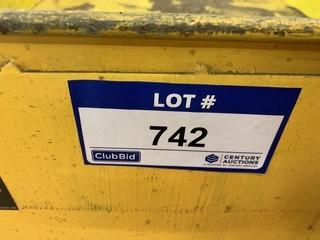 LOT #
742
ClubBid
CENTURY
AUCTIONS